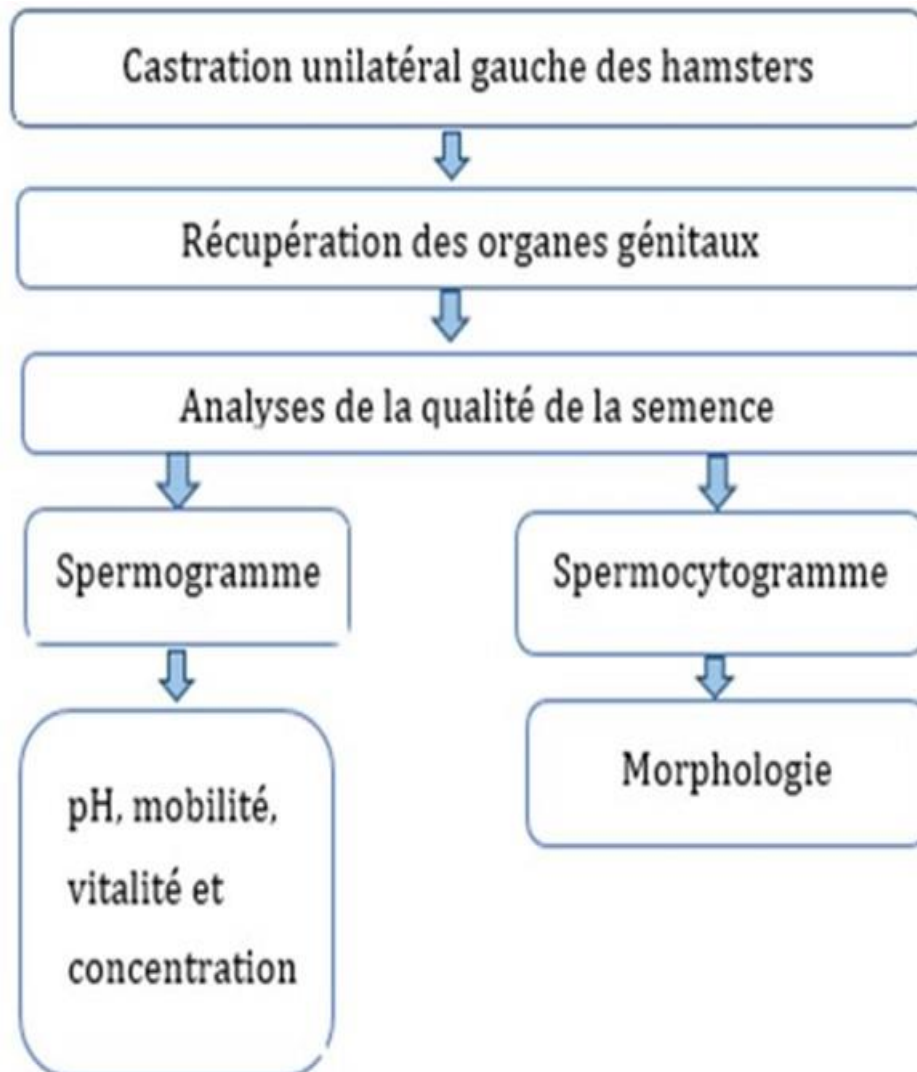 Castration unilatéral gauche des hamsters
Récupération des organes génitaux
Analyses de la qualité de la semence
Spermogramme
Spermocytogramme
pH, mobilité,
vitalité et
concentration
Morphologie